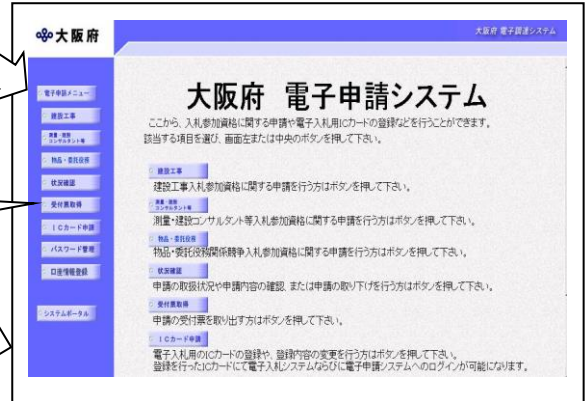 大阪府
大阪府 電子調達システム
電子申請メニュー
建設工事
測量・建設
コンサルタント等
物品・委託役務
状況確認
受付票取得
ICカード申請
パスワード管理
口座情報登録
システムポータル
大阪府 電子申請システム
ここから、入札参加資格に関する申請や電子入札用ICカードの登録などを行うことができます。
該当する項目を選び、画面左または中央のボタンを押して下さい。
建設工事
建設工事入札参加資格に関する申請を行う方はボタンを押して下さい。
測量・建設
コンサルタント等
測量・建設コンサルタント等入札参加資格に関する申請を行う方はボタンを押して下さい。
物品・委託役務
物品・委託役務関係競争入札参加資格に関する申請を行う方はボタンを押して下さい。
状況確認
申請の取扱状況や申請内容の確認、または申請の取り下げを行う方はボタンを押して下さい。
受付票取得
申請の受付票を取り出す方はボタンを押して下さい。
ICカード申請
電子入札用のICカードの登録や、登録内容の変更を行う方はボタンを押して下さい。
登録を行ったICカードにて電子入札システムならびに電子申請システムへのログインが可能になります。